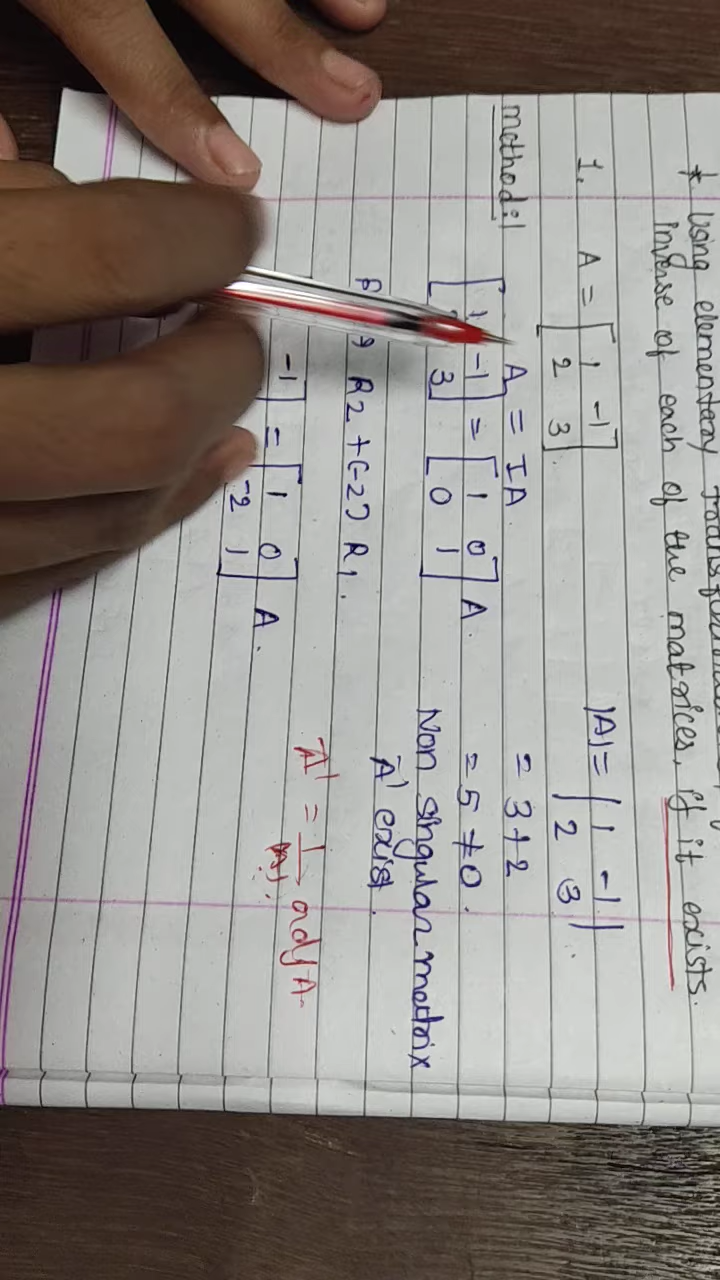 * Using elementary
inverse of each of the matrices, if it exists.
1. A = [ 1 -1
2 3 ].
|A| = | 1 -1
2 3 |
= 3+2
= 5 ≠ 0.
Non singular matrix
A⁻¹ exist.
method:1
A = IA
[ 1 -1
3 ] = [ 1 0
0 1 ] A.
R2 + (-2) R1.
-1
] = [ 1 0
-2 1 ] A.
A⁻¹ = 1/|A| adj A.